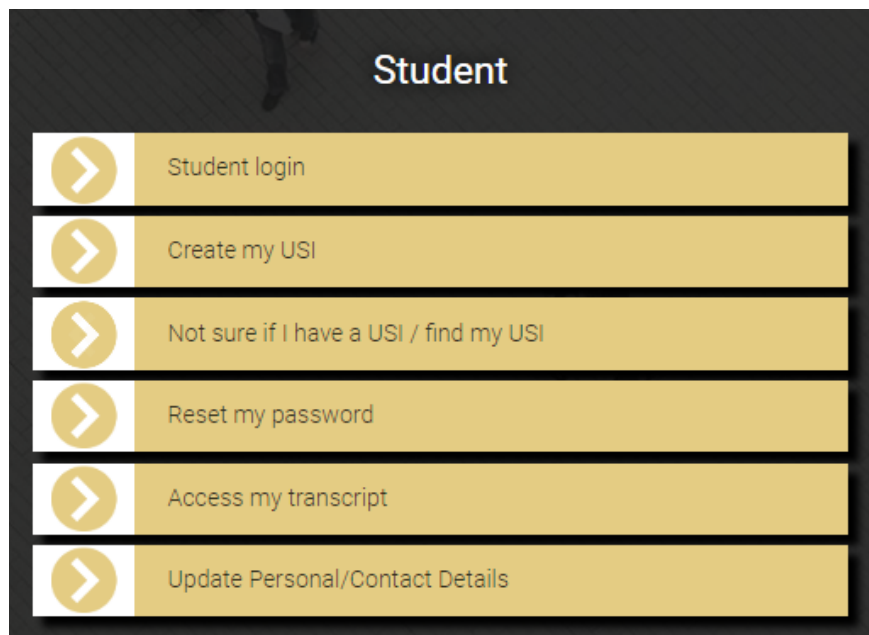 Student
Student login
Create my USI
Not sure if I have a USI / find my USI
Reset my password
Access my transcript
Update Personal/Contact Details